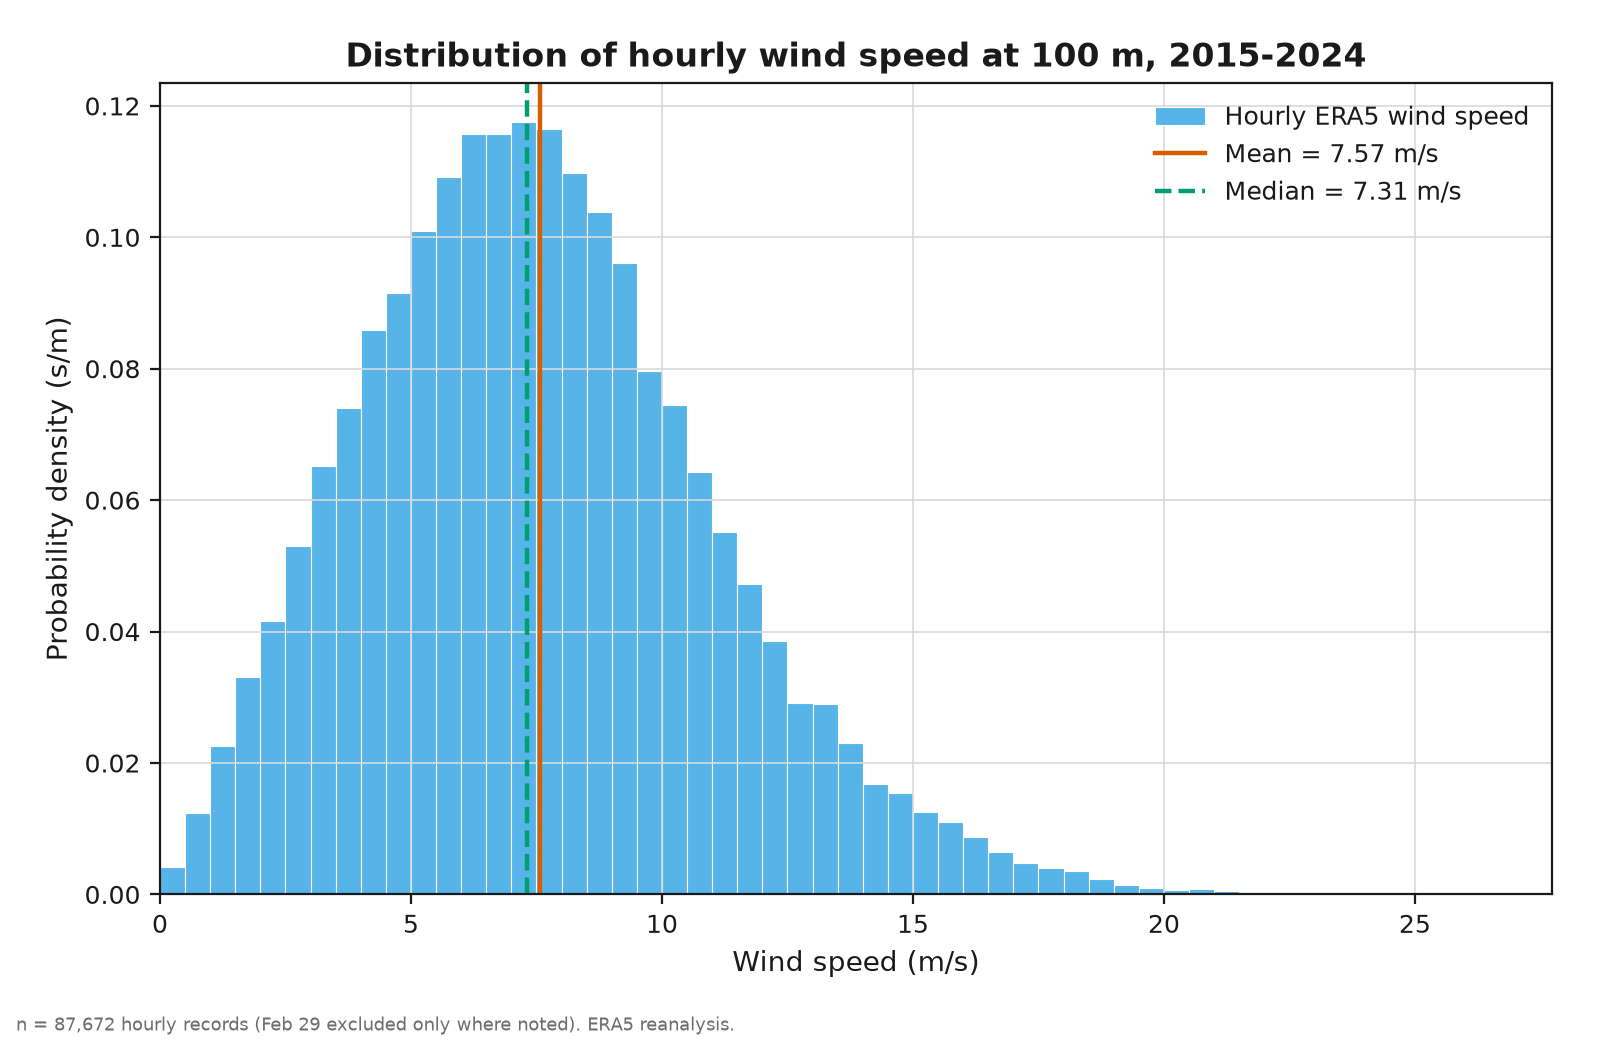 Distribution of hourly wind speed at 100 m, 2015-2024
Hourly ERA5 wind speed
Mean = 7.57 m/s
Median = 7.31 m/s
Probability density (s/m)
0.12
0.10
0.08
0.06
0.04
0.02
0.00
0 5 10 15 20 25
Wind speed (m/s)
n = 87,672 hourly records (Feb 29 excluded only where noted). ERA5 reanalysis.